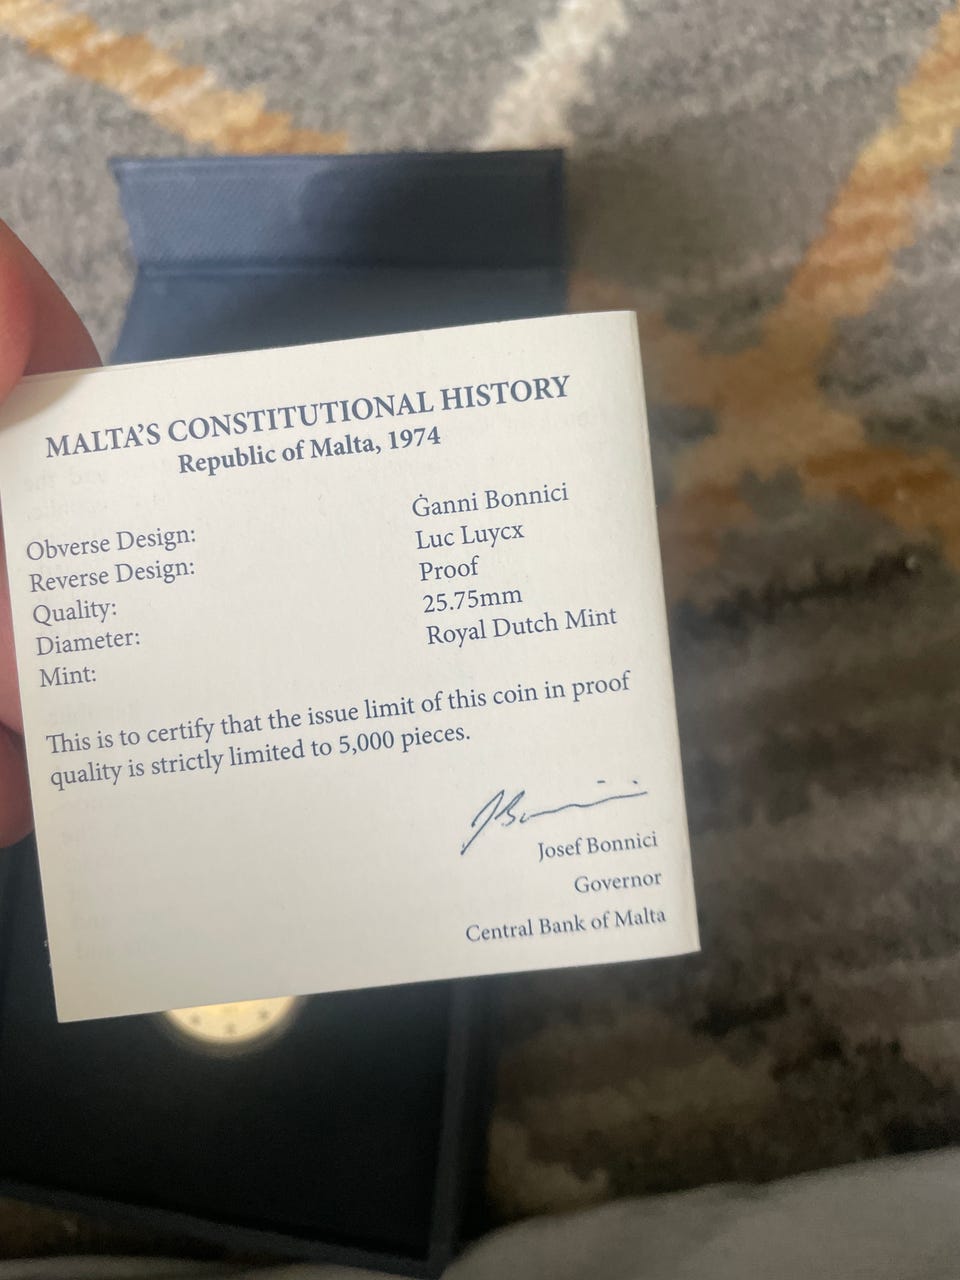 MALTA'S CONSTITUTIONAL HISTORY
Republic of Malta, 1974
Obverse Design: Ġanni Bonnici
Reverse Design: Luc Luycx
Quality: Proof
Diameter: 25.75mm
Mint: Royal Dutch Mint
This is to certify that the issue limit of this coin in proof
quality is strictly limited to 5,000 pieces.
JBonnici
Josef Bonnici
Governor
Central Bank of Malta